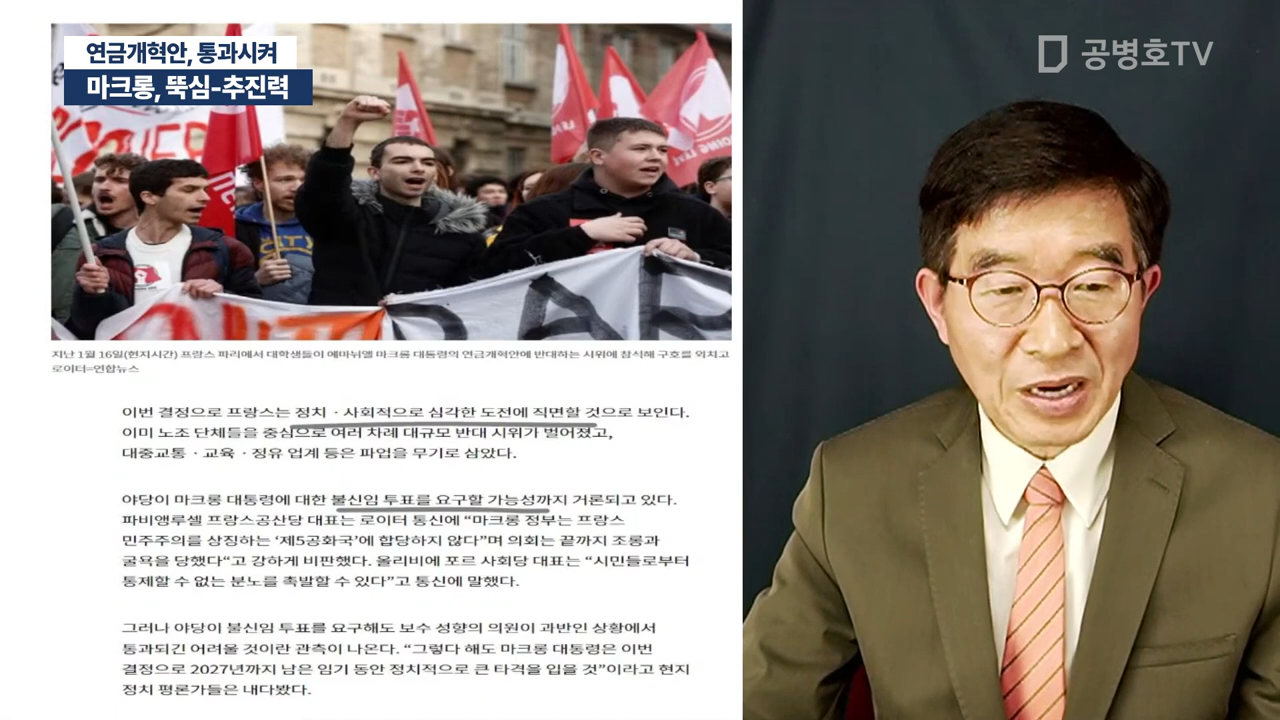 연금개혁안, 통과시켜
마크롱, 뚝심-추진력
공병호TV
지난 1월 16일(현지시간) 프랑스 파리에서 대학생들이 에마뉘엘 마크롱 대통령의 연금개혁안에 반대하는 시위에 참석해 구호를 외치고
로이터=연합뉴스
이번 결정으로 프랑스는 정치ㆍ사회적으로 심각한 도전에 직면할 것으로 보인다.
이미 노조 단체들을 중심으로 여러 차례 대규모 반대 시위가 벌어졌고,
대중교통ㆍ교육ㆍ정유 업계 등은 파업을 무기로 삼았다.
야당이 마크롱 대통령에 대한 불신임 투표를 요구할 가능성까지 거론되고 있다.
파비앵루셀 프랑스공산당 대표는 로이터 통신에 “마크롱 정부는 프랑스
민주주의를 상징하는 ‘제5공화국’에 합당하지 않다”며 의회는 끝까지 조롱과
굴욕을 당했다“고 강하게 비판했다. 올리비에 포르 사회당 대표는 “시민들로부터
통제할 수 없는 분노를 촉발할 수 있다”고 통신에 말했다.
그러나 야당이 불신임 투표를 요구해도 보수 성향의 의원이 과반인 상황에서
통과되긴 어려울 것이란 관측이 나온다. “그렇다 해도 마크롱 대통령은 이번
결정으로 2027년까지 남은 임기 동안 정치적으로 큰 타격을 입을 것”이라고 현지
정치 평론가들은 내다봤다.